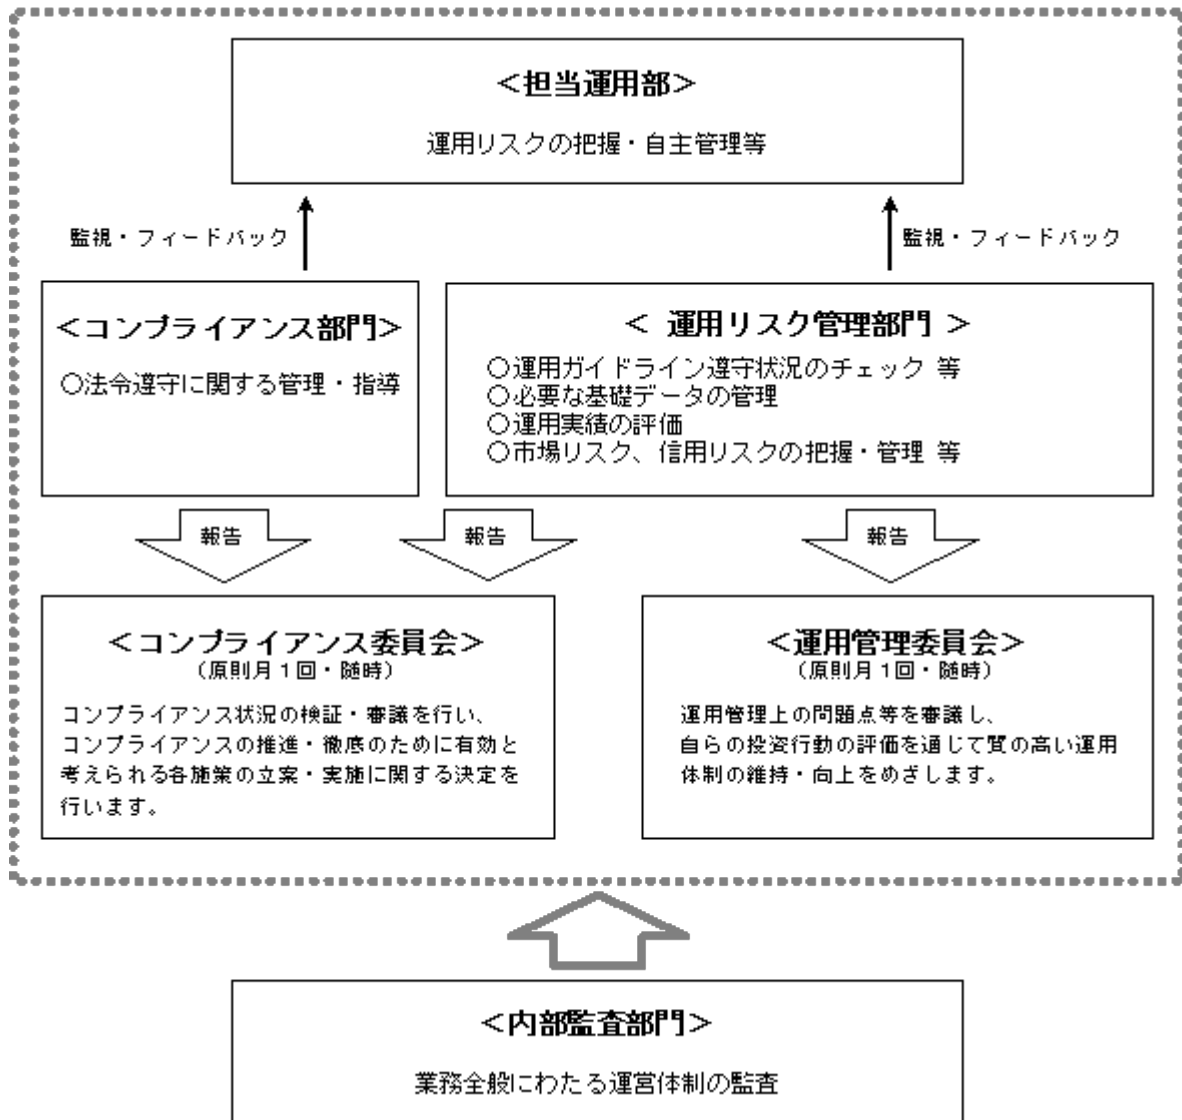 ＜担当運用部＞
運用リスクの把握・自主管理等
監視・フィードバック
監視・フィードバック
＜コンプライアンス部門＞
○法令遵守に関する管理・指導
＜ 運用リスク管理部門 ＞
○運用ガイドライン遵守状況のチェック 等
○必要な基礎データの管理
○運用実績の評価
○市場リスク、信用リスクの把握・管理 等
報告
報告
報告
＜コンプライアンス委員会＞
（原則月１回・随時）
コンプライアンス状況の検証・審議を行い、
コンプライアンスの推進・徹底のために有効と
考えられる各施策の立案・実施に関する決定を
行います。
＜運用管理委員会＞
（原則月１回・随時）
運用管理上の問題点等を審議し、
自らの投資行動の評価を通じて質の高い運用
体制の維持・向上をめざします。
＜内部監査部門＞
業務全般にわたる運営体制の監査